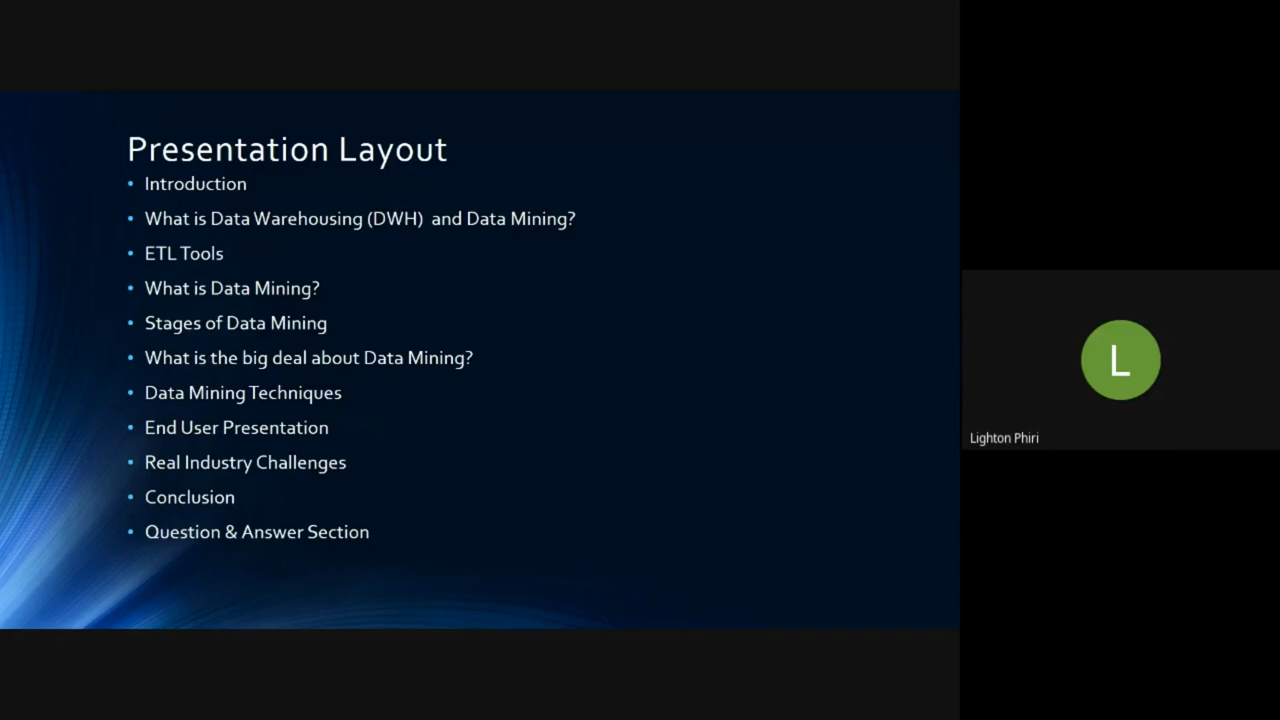 Presentation Layout
• Introduction
• What is Data Warehousing (DWH) and Data Mining?
• ETL Tools
• What is Data Mining?
• Stages of Data Mining
• What is the big deal about Data Mining?
• Data Mining Techniques
• End User Presentation
• Real Industry Challenges
• Conclusion
• Question & Answer Section
L
Lighton Phiri